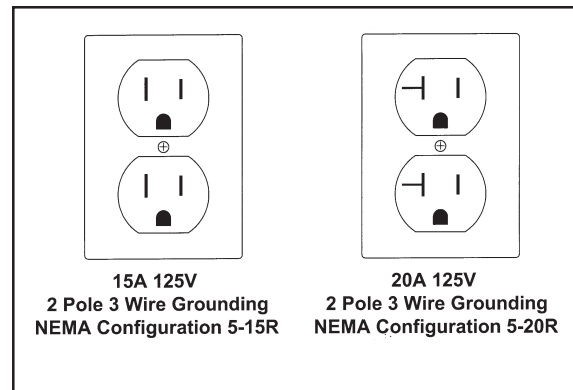 15A 125V
2 Pole 3 Wire Grounding
NEMA Configuration 5-15R
20A 125V
2 Pole 3 Wire Grounding
NEMA Configuration 5-20R